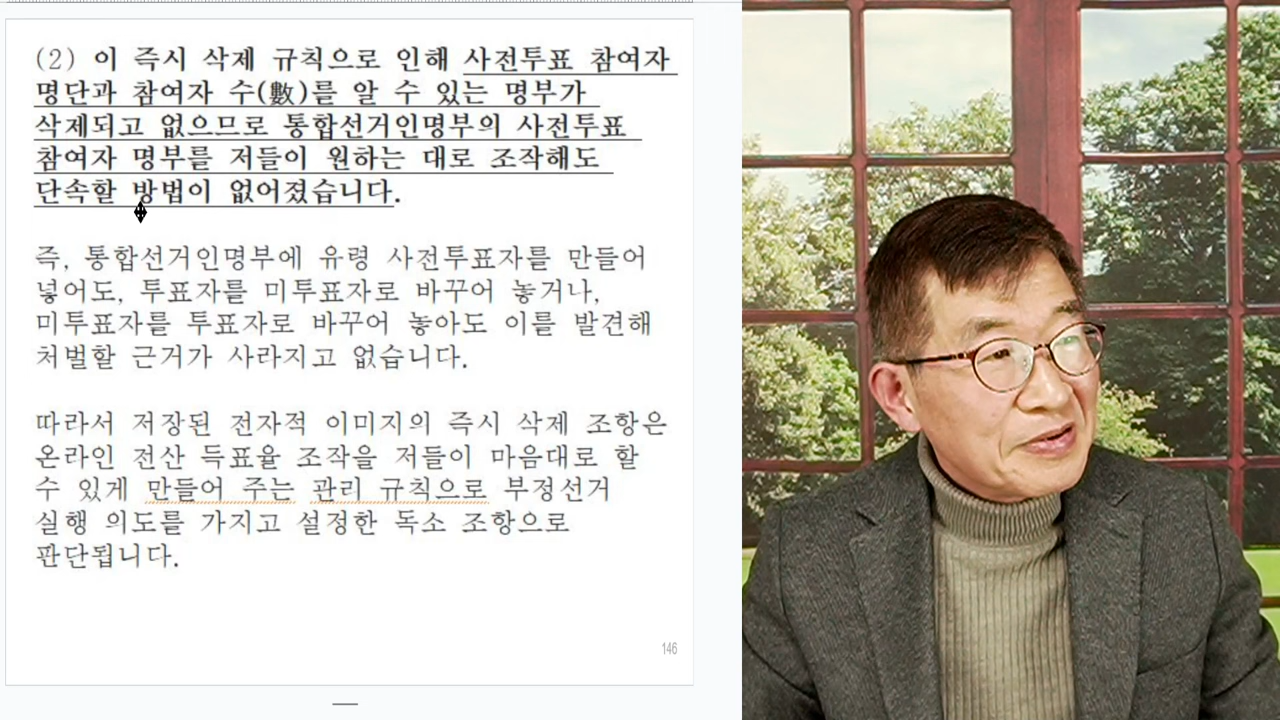 (2) 이 즉시 삭제 규칙으로 인해 사전투표 참여자
명단과 참여자 수(數)를 알 수 있는 명부가
삭제되고 없으므로 통합선거인명부의 사전투표
참여자 명부를 저들이 원하는 대로 조작해도
단속할 방법이 없어졌습니다.
즉, 통합선거인명부에 유령 사전투표자를 만들어
넣어도, 투표자를 미투표자로 바꾸어 놓거나,
미투표자를 투표자로 바꾸어 놓아도 이를 발견해
처벌할 근거가 사라지고 없습니다.
따라서 저장된 전자적 이미지의 즉시 삭제 조항은
온라인 전산 득표율 조작을 저들이 마음대로 할
수 있게 만들어 주는 관리 규칙으로 부정선거
실행 의도를 가지고 설정한 독소 조항으로
판단됩니다.
146